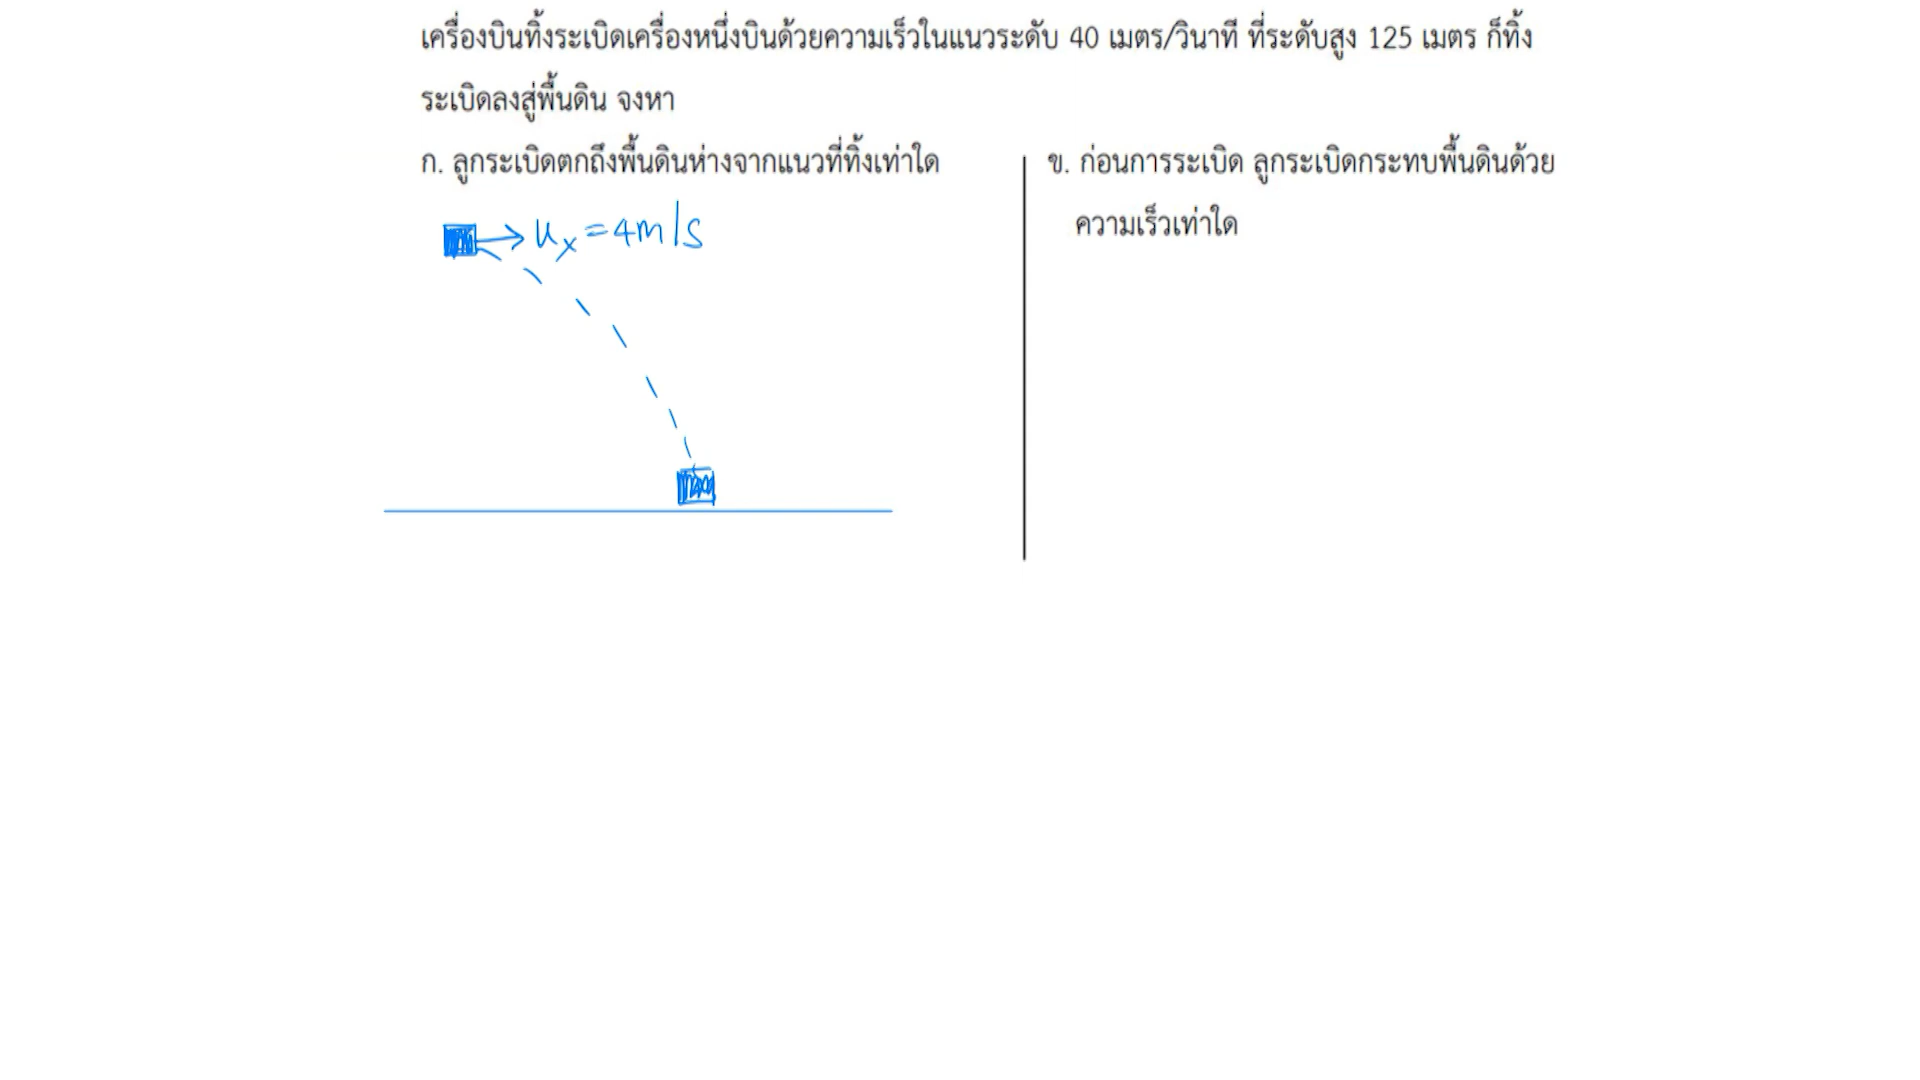 เครื่องบินทิ้งระเบิดเครื่องหนึ่งบินด้วยความเร็วในแนวระดับ 40 เมตร/วินาที ที่ระดับสูง 125 เมตร ก็ทิ้ง
ระเบิดลงสู่พื้นดิน จงหา
ก. ลูกระเบิดตกถึงพื้นดินห่างจากแนวที่ทิ้งเท่าใด
ux = 4m/s
ข. ก่อนการระเบิด ลูกระเบิดกระทบพื้นดินด้วย
ความเร็วเท่าใด